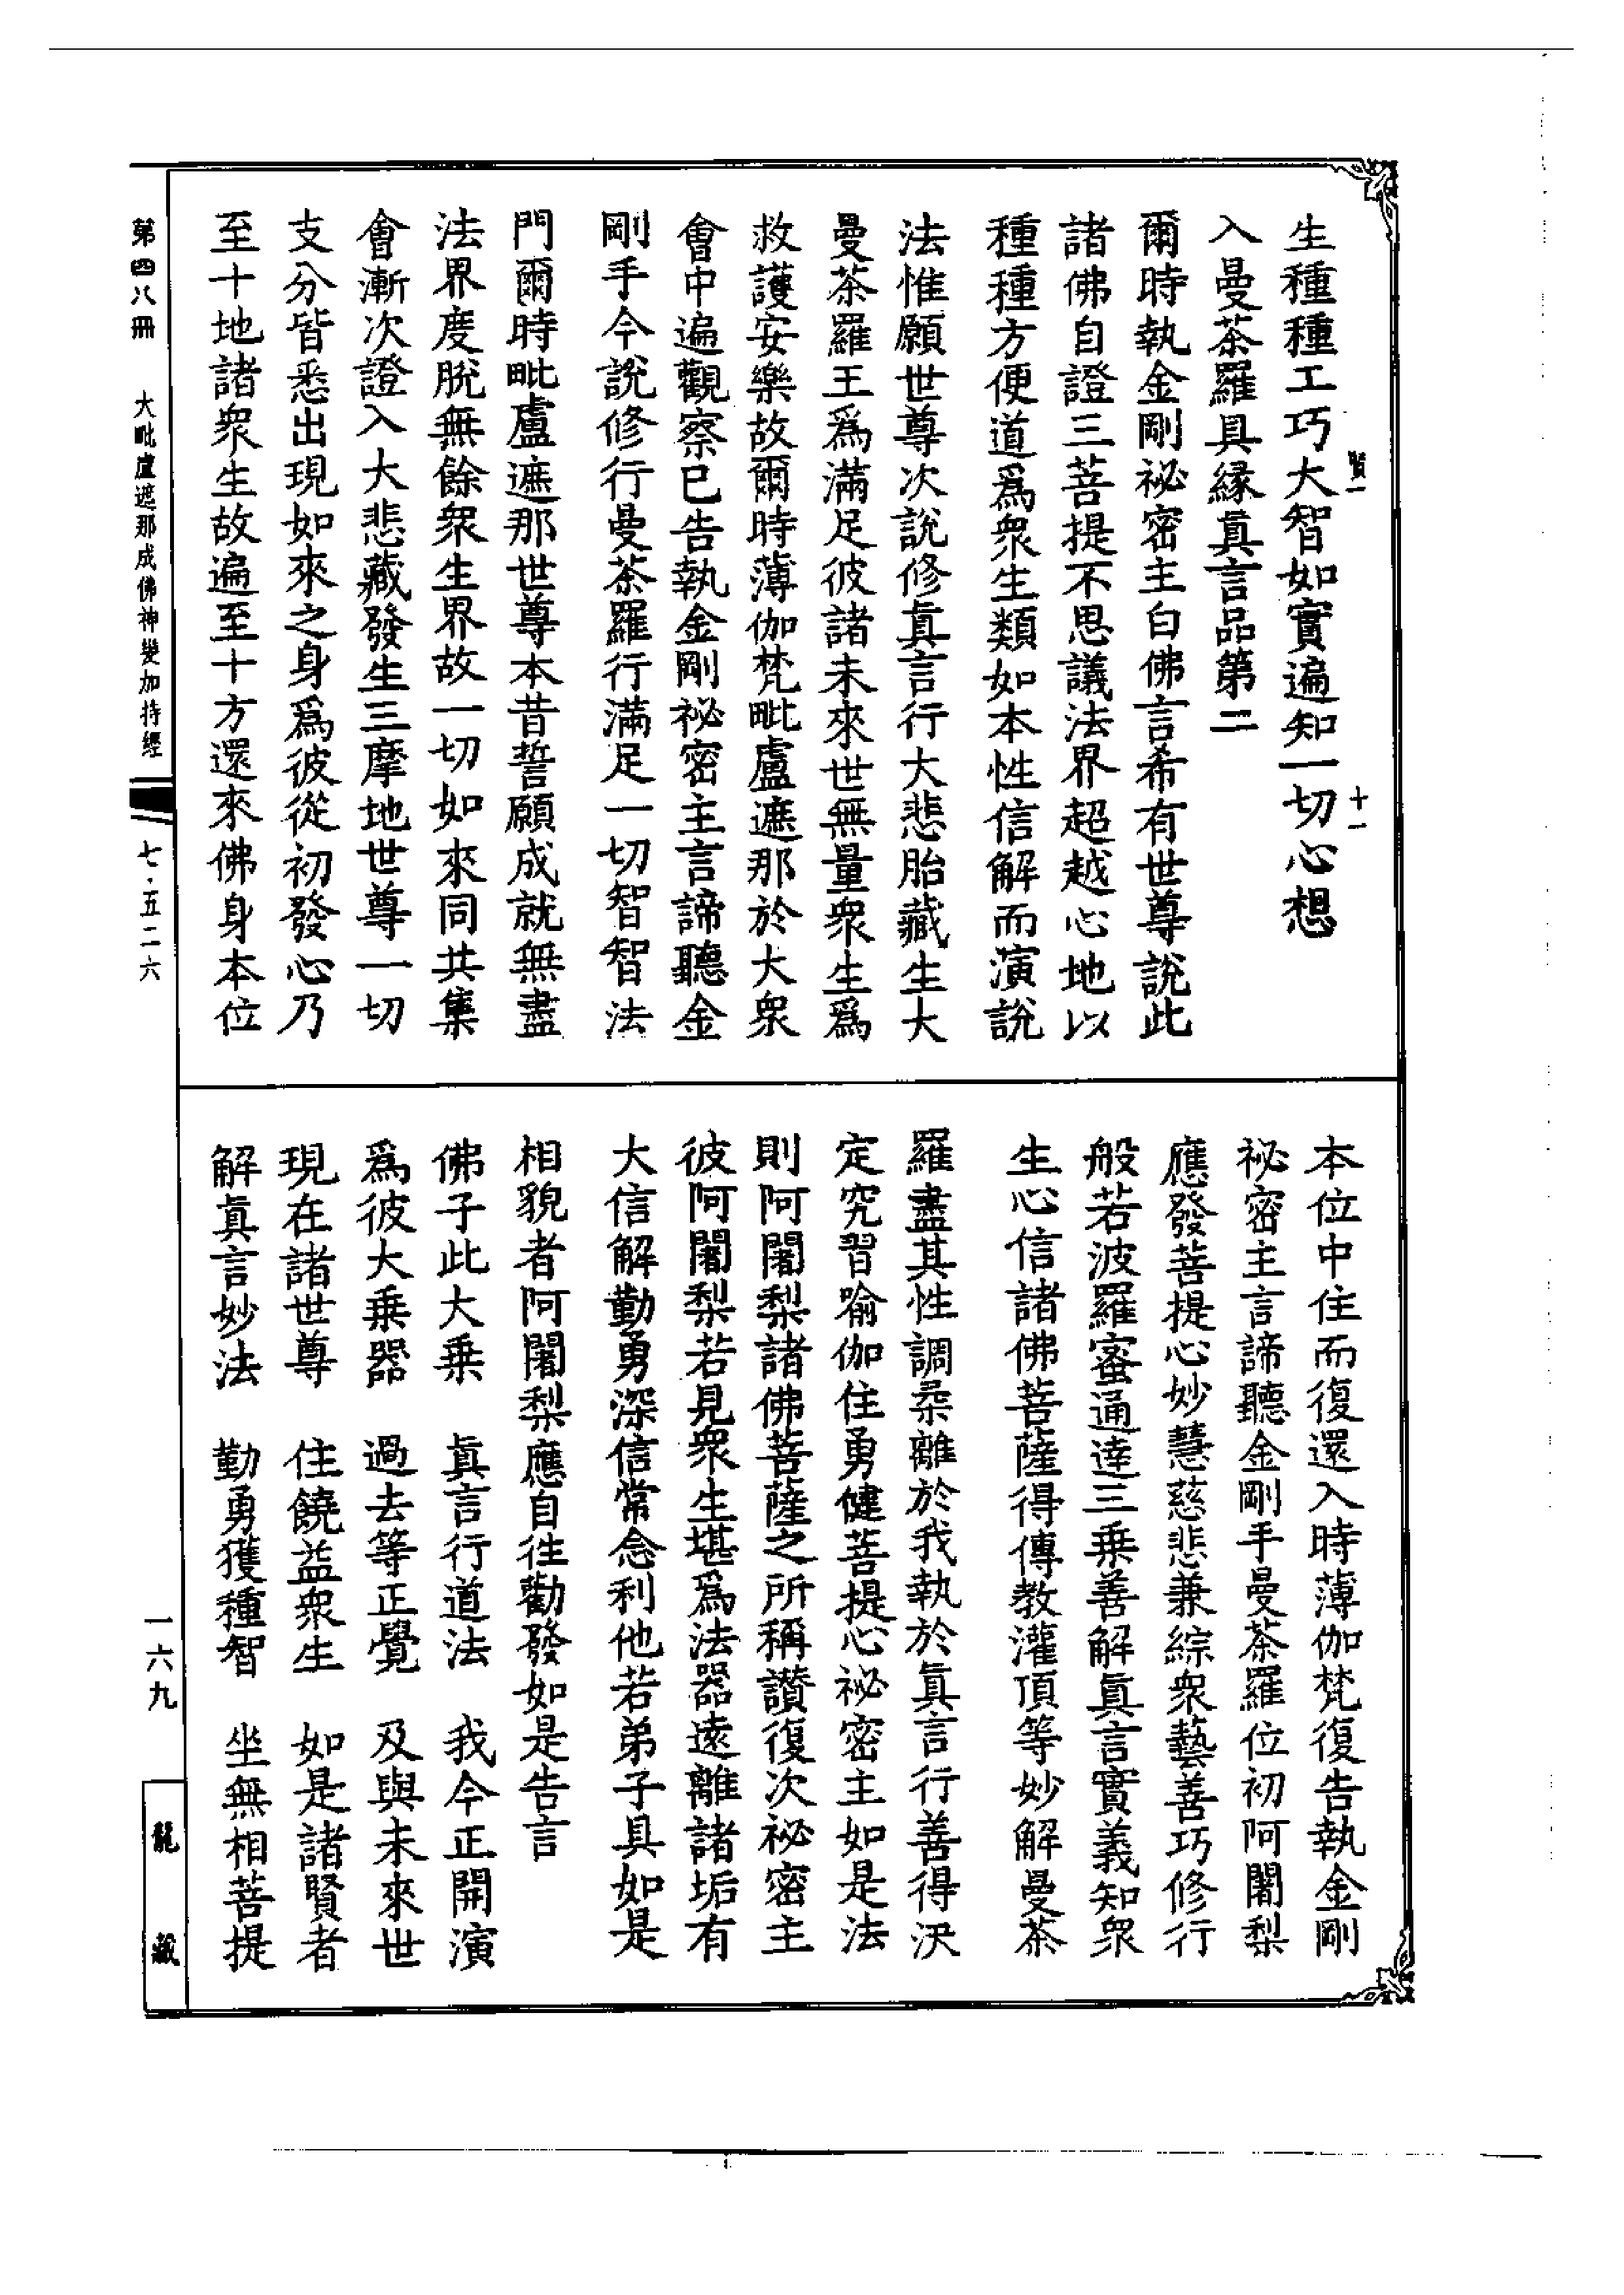 生種種工巧大智如實遍知一切心想
賢一
十一
入曼荼羅具緣真言品第二
爾時執金剛祕密主白佛言希有世尊說此
諸佛自證三菩提不思議法界超越心地以
種種方便道爲衆生類如本性信解而演說
法惟願世尊次說修真言行大悲胎藏生大
曼荼羅王爲滿足彼諸未來世無量衆生爲
救護安樂故爾時薄伽梵毗盧遮那於大衆
會中遍觀察已告執金剛祕密主言諦聽金
剛手今說修行曼荼羅行滿足一切智智法
門爾時毗盧遮那世尊本昔誓願成就無盡
法界度脫無餘衆生界故一切如來同共集
會漸次證入大悲藏發生三摩地世尊一切
支分皆悉出現如來之身爲彼從初發心乃
至十地諸衆生故遍至十方還來佛身本位
本位中住而復還入時薄伽梵復告執金剛
祕密主言諦聽金剛手曼荼羅位初阿闍梨
應發菩提心妙慧慈悲兼綜衆藝善巧修行
般若波羅蜜通達三乘善解真言實義知衆
生心信諸佛菩薩得傳教灌頂等妙解曼荼
羅盡其性調柔離於我執於真言行善得決
定究習瑜伽住勇健菩提心祕密主如是法
則阿闍梨諸佛菩薩之所稱讚復次祕密主
彼阿闍梨若見衆生堪爲法器遠離諸垢有
大信解勤勇深信常念利他若弟子具如是
相貌者阿闍梨應自往勸發如是告言
佛子此大乘　真言行道法　我今正開演
爲彼大乘器　過去等正覺　及與未來世
現在諸世尊　住饒益衆生　如是諸賢者
解真言妙法　勤勇獲種智　坐無相菩提
第四八冊　大毗盧遮那成佛神變加持經　七·五二六
一六九
龍藏